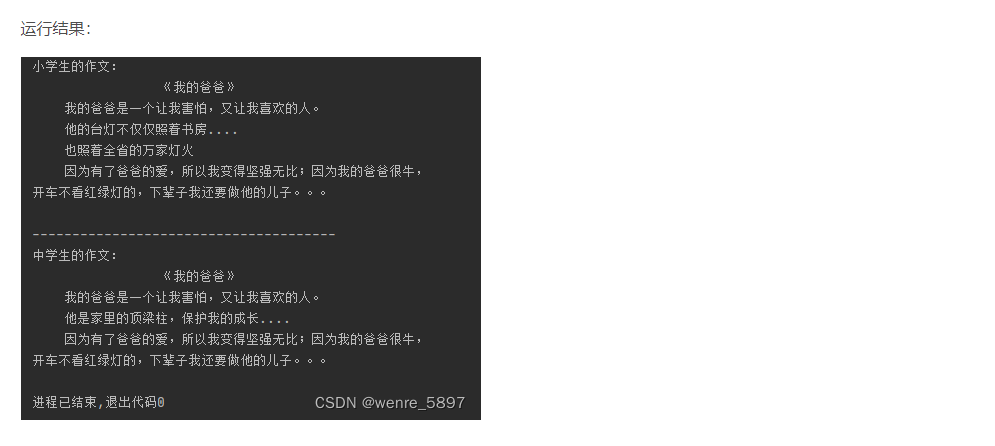 运行结果：
小学生的作文：
《我的爸爸》
我的爸爸是一个让我害怕，又让我喜欢的人。
他的台灯不仅仅照着书房....
也照着全省的万家灯火
因为有了爸爸的爱，所以我变得坚强无比；因为我的爸爸很牛，
开车不看红绿灯的，下辈子我还要做他的儿子。。。
--------------------------------------
中学生的作文：
《我的爸爸》
我的爸爸是一个让我害怕，又让我喜欢的人。
他是家里的顶梁柱，保护我的成长....
因为有了爸爸的爱，所以我变得坚强无比；因为我的爸爸很牛，
开车不看红绿灯的，下辈子我还要做他的儿子。。。
进程已结束,退出代码0
CSDN @wenre_5897